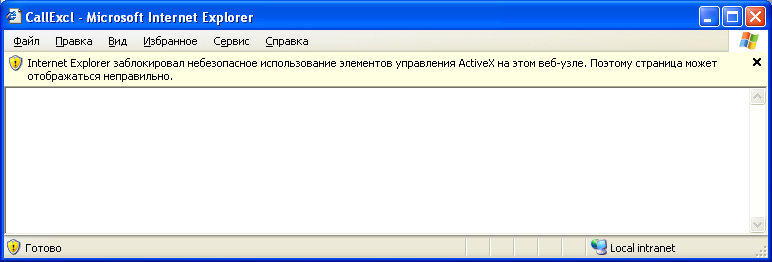 CallExcl - Microsoft Internet Explorer
Файл Правка Вид Избранное Сервис Справка
Internet Explorer заблокировал небезопасное использование элементов управления ActiveX на этом веб-узле. Поэтому страница может
отображаться неправильно.
Готово Local intranet